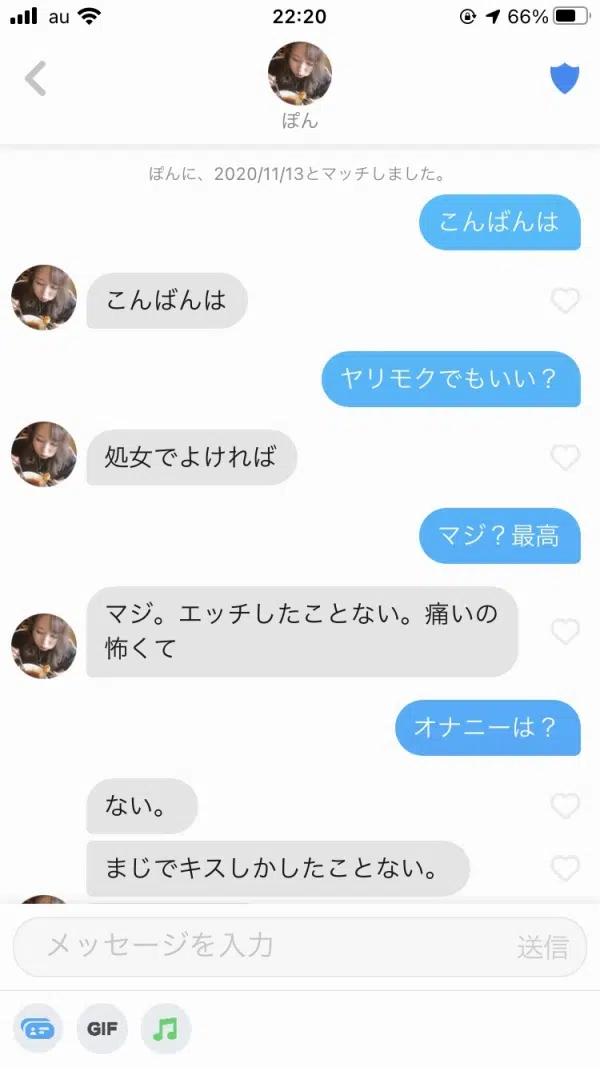 au 22:20 66%
ぽん
ぽんに、2020/11/13とマッチしました。
こんばんは
こんばんは
ヤリモクでもいい？
処女でよければ
マジ？最高
マジ。エッチしたことない。痛いの
怖くて
オナニーは？
ない。
まじでキスしかしたことない。
メッセージを入力 送信
GIF